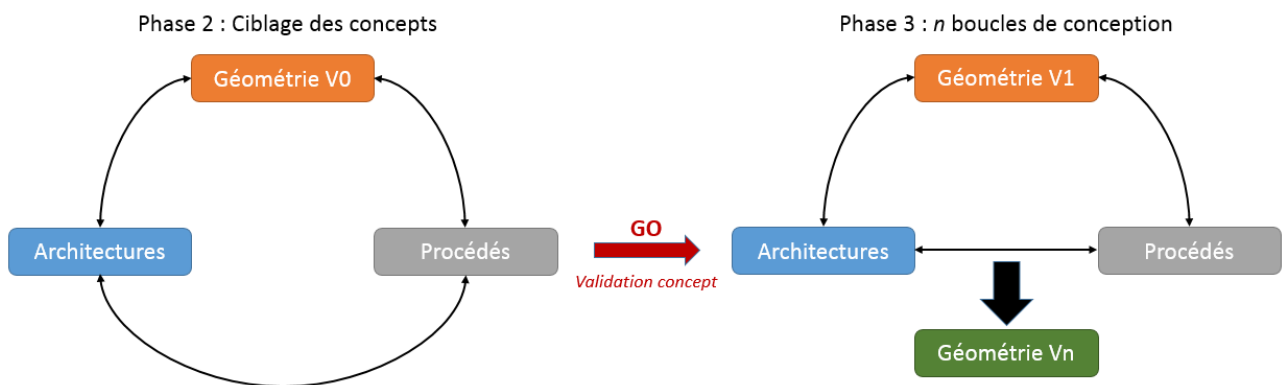 Phase 2 : Ciblage des concepts
Géométrie V0
Architectures
Procédés
GO
Validation concept
Phase 3 : n boucles de conception
Géométrie V1
Architectures
Procédés
Géométrie Vn